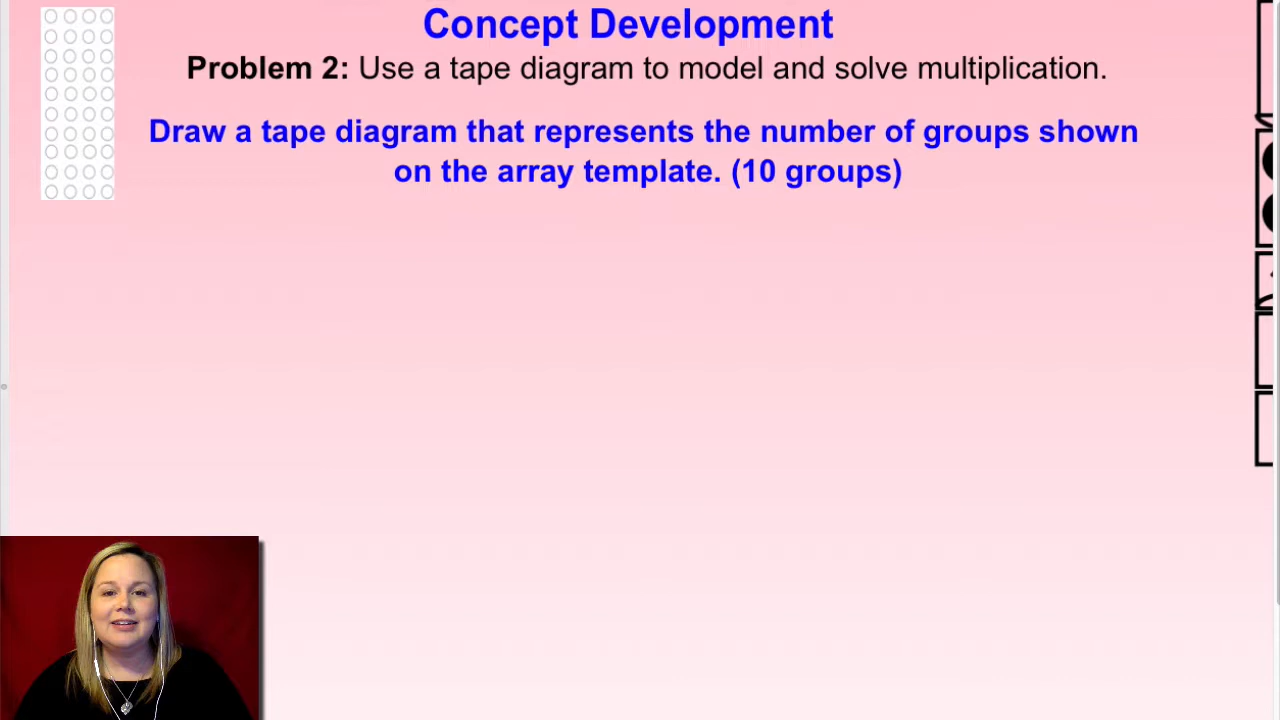 Concept Development
Problem 2: Use a tape diagram to model and solve multiplication.
Draw a tape diagram that represents the number of groups shown
on the array template. (10 groups)